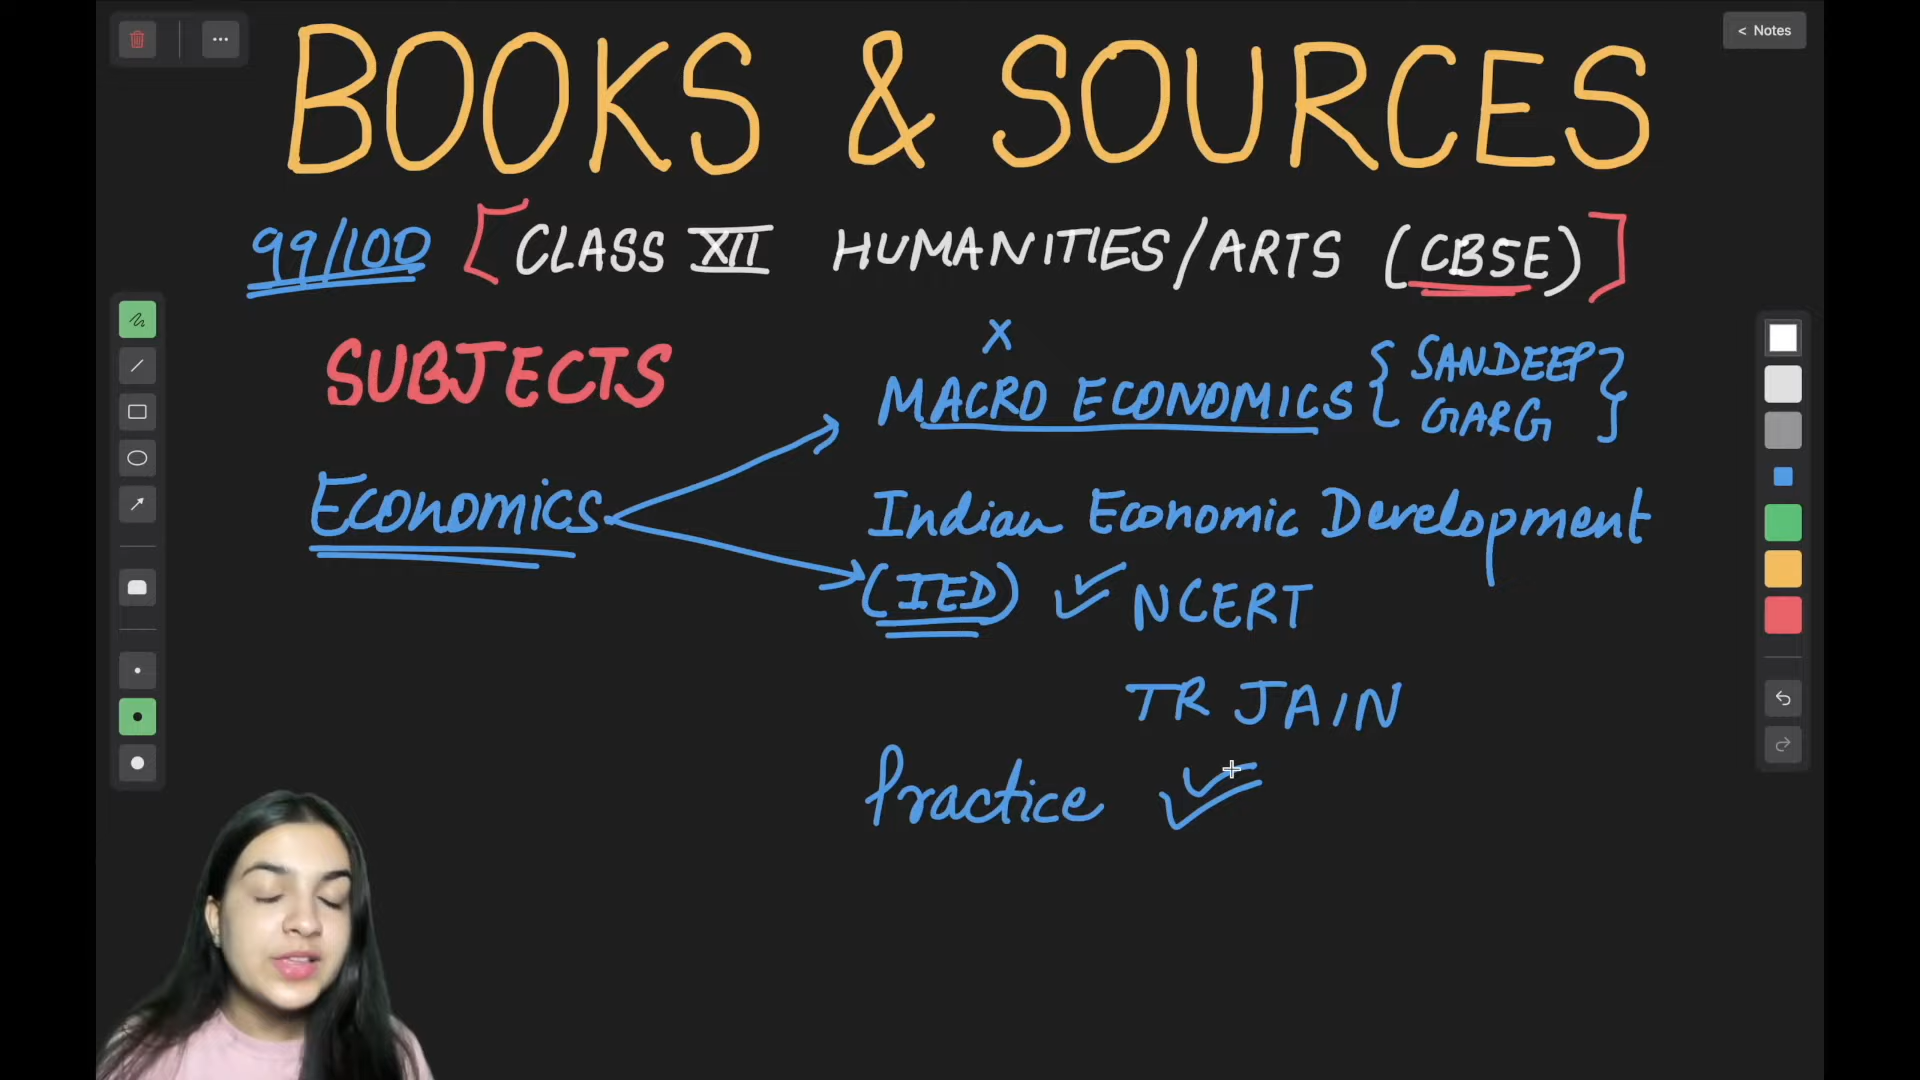 < Notes
BOOKS & SOURCES
99/100 [CLASS XII HUMANITIES/ARTS (CBSE)]
SUBJECTS
x
MACRO ECONOMICS { SANDEEP GARG }
Economics
Indian Economic Development
(IED) NCERT
TR JAIN
Practice